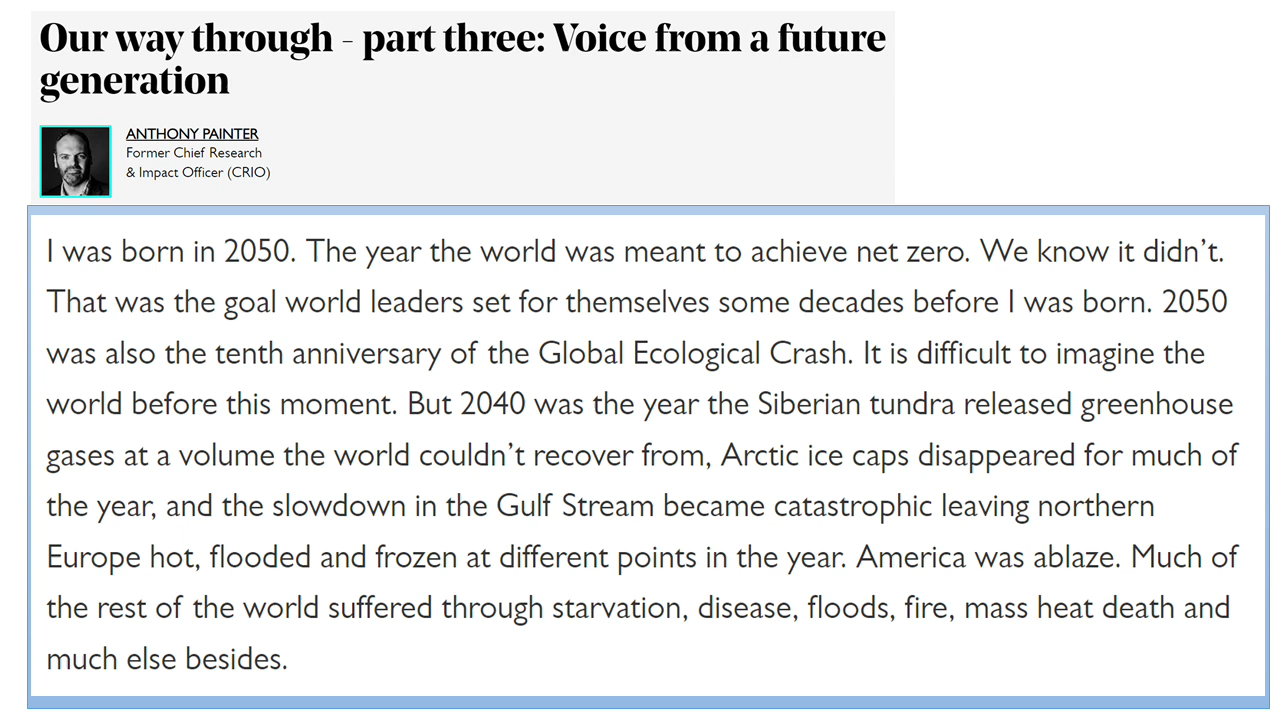 Our way through - part three: Voice from a future
generation
ANTHONY PAINTER
Former Chief Research
& Impact Officer (CRIO)
I was born in 2050. The year the world was meant to achieve net zero. We know it didn’t.
That was the goal world leaders set for themselves some decades before I was born. 2050
was also the tenth anniversary of the Global Ecological Crash. It is difficult to imagine the
world before this moment. But 2040 was the year the Siberian tundra released greenhouse
gases at a volume the world couldn’t recover from, Arctic ice caps disappeared for much of
the year, and the slowdown in the Gulf Stream became catastrophic leaving northern
Europe hot, flooded and frozen at different points in the year. America was ablaze. Much of
the rest of the world suffered through starvation, disease, floods, fire, mass heat death and
much else besides.